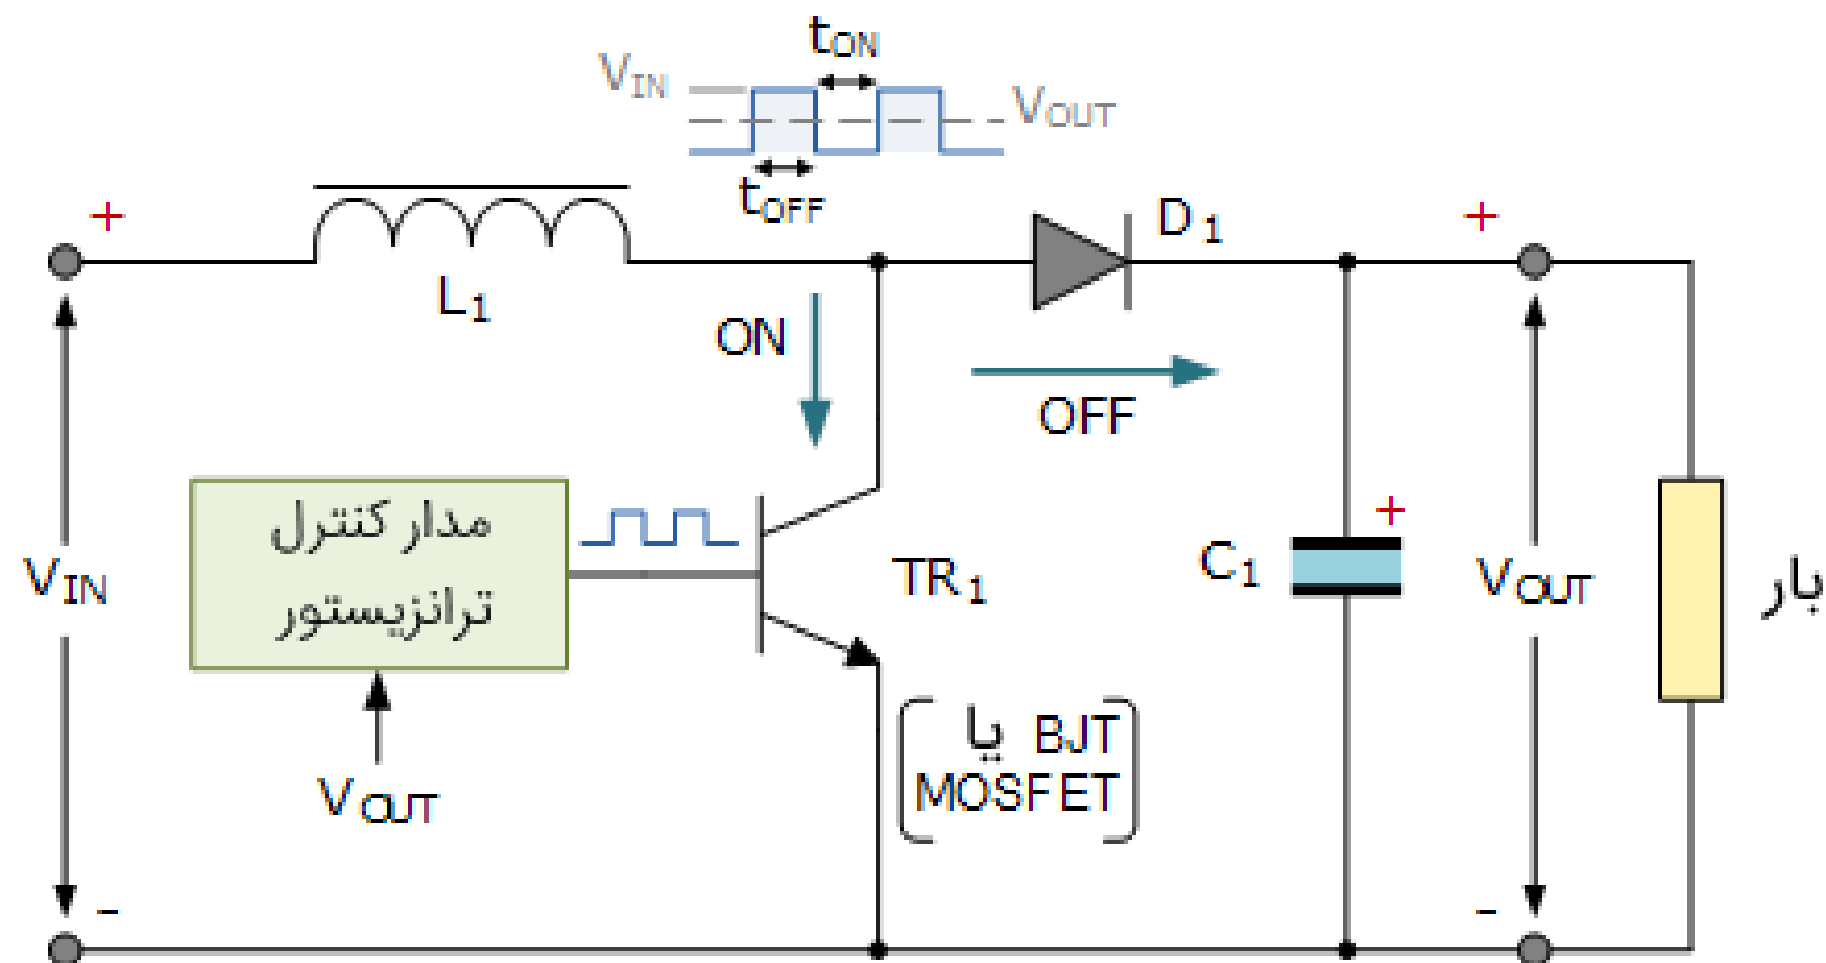 tON
VIN
VOUT
tOFF
+
D1
+
L1
ON
OFF
مدار کنترل
ترانزیستور
+
VIN
TR1
C1
VOUT
بار
BJT یا
MOSFET
VOUT
-
-